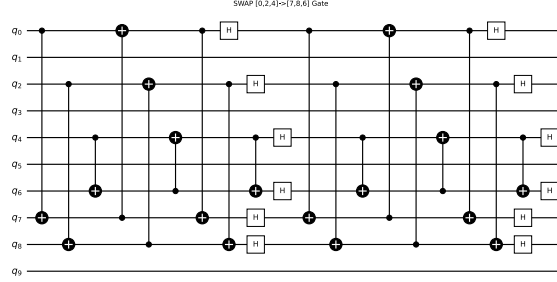 SWAP [0,2,4]->[7,8,6] Gate
q0 H H
q1
q2 H H
q3
q4 H H
q5
q6 H H
q7 H H
q8 H H
q9